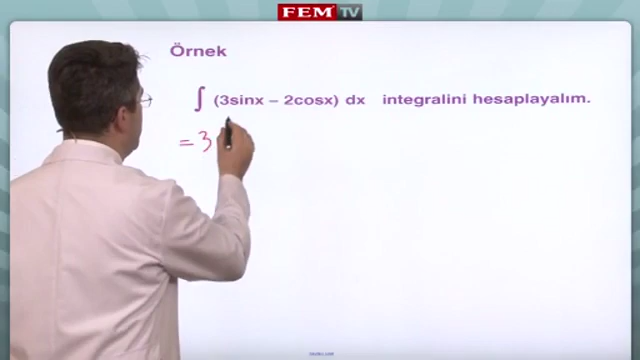 FEM TV
Örnek
∫ (3sinx – 2cosx) dx integralini hesaplayalım.
= 3